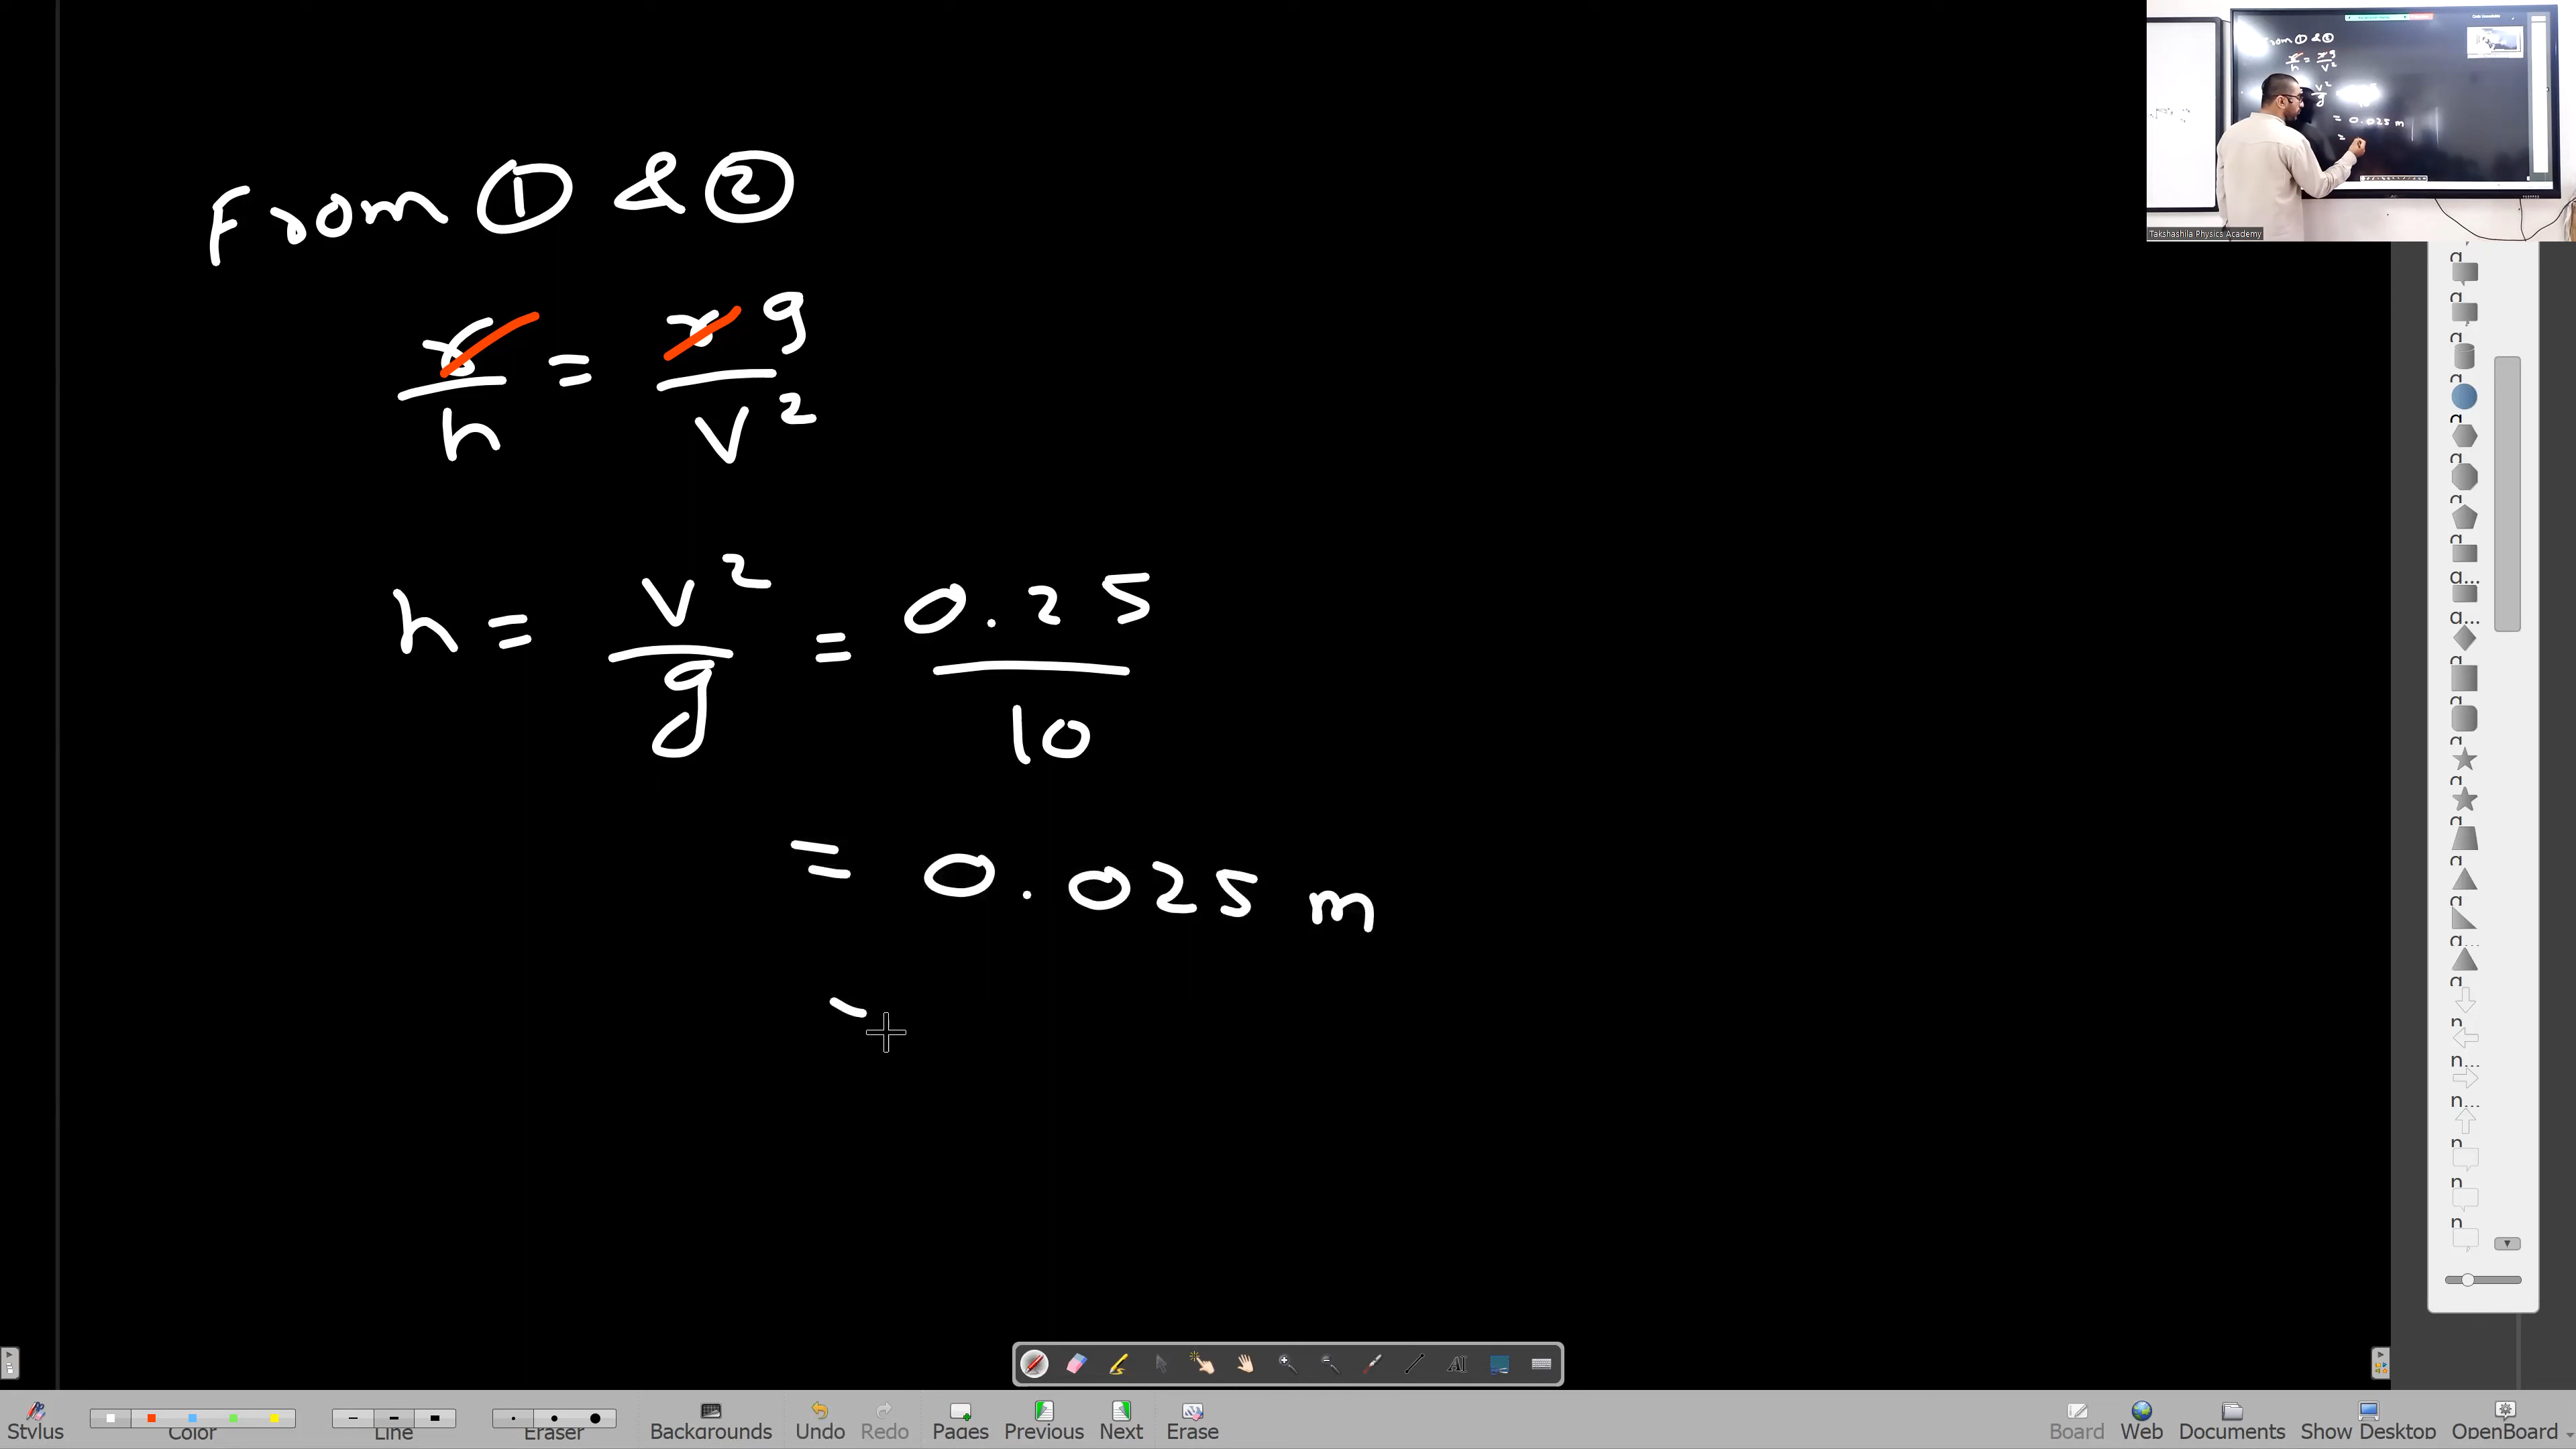 From ① & ②
r/h = rg/v²
h = v²/g = 0.25/10
= 0.025 m
Takshashila Physics Academy
Stylus Color Line Eraser Backgrounds Undo Redo Pages Previous Next Erase Board Web Documents Show Desktop OpenBoard